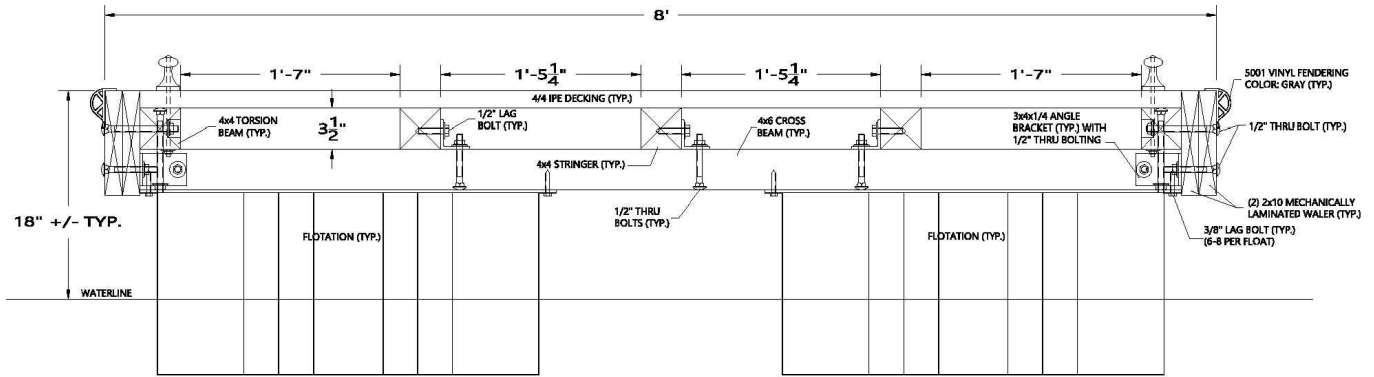 8'
1'-7"
1'-5 1/4"
1'-5 1/4"
1'-7"
5001 VINYL FENDERING
COLOR: GRAY (TYP.)
4/4 IPE DECKING (TYP.)
4x4 TORSION
BEAM (TYP.)
3 1/2"
1/2" LAG
BOLT (TYP.)
4x6 CROSS
BEAM (TYP.)
3x4x1/4 ANGLE
BRACKET (TYP.) WITH
1/2" THRU BOLTING
1/2" THRU BOLT (TYP.)
4x4 STRINGER (TYP.)
18" +/- TYP.
1/2" THRU
BOLTS (TYP.)
(2) 2x10 MECHANICALLY
LAMINATED WALER (TYP.)
FLOTATION (TYP.)
FLOTATION (TYP.)
3/8" LAG BOLT (TYP.)
(6-8 PER FLOAT)
WATERLINE